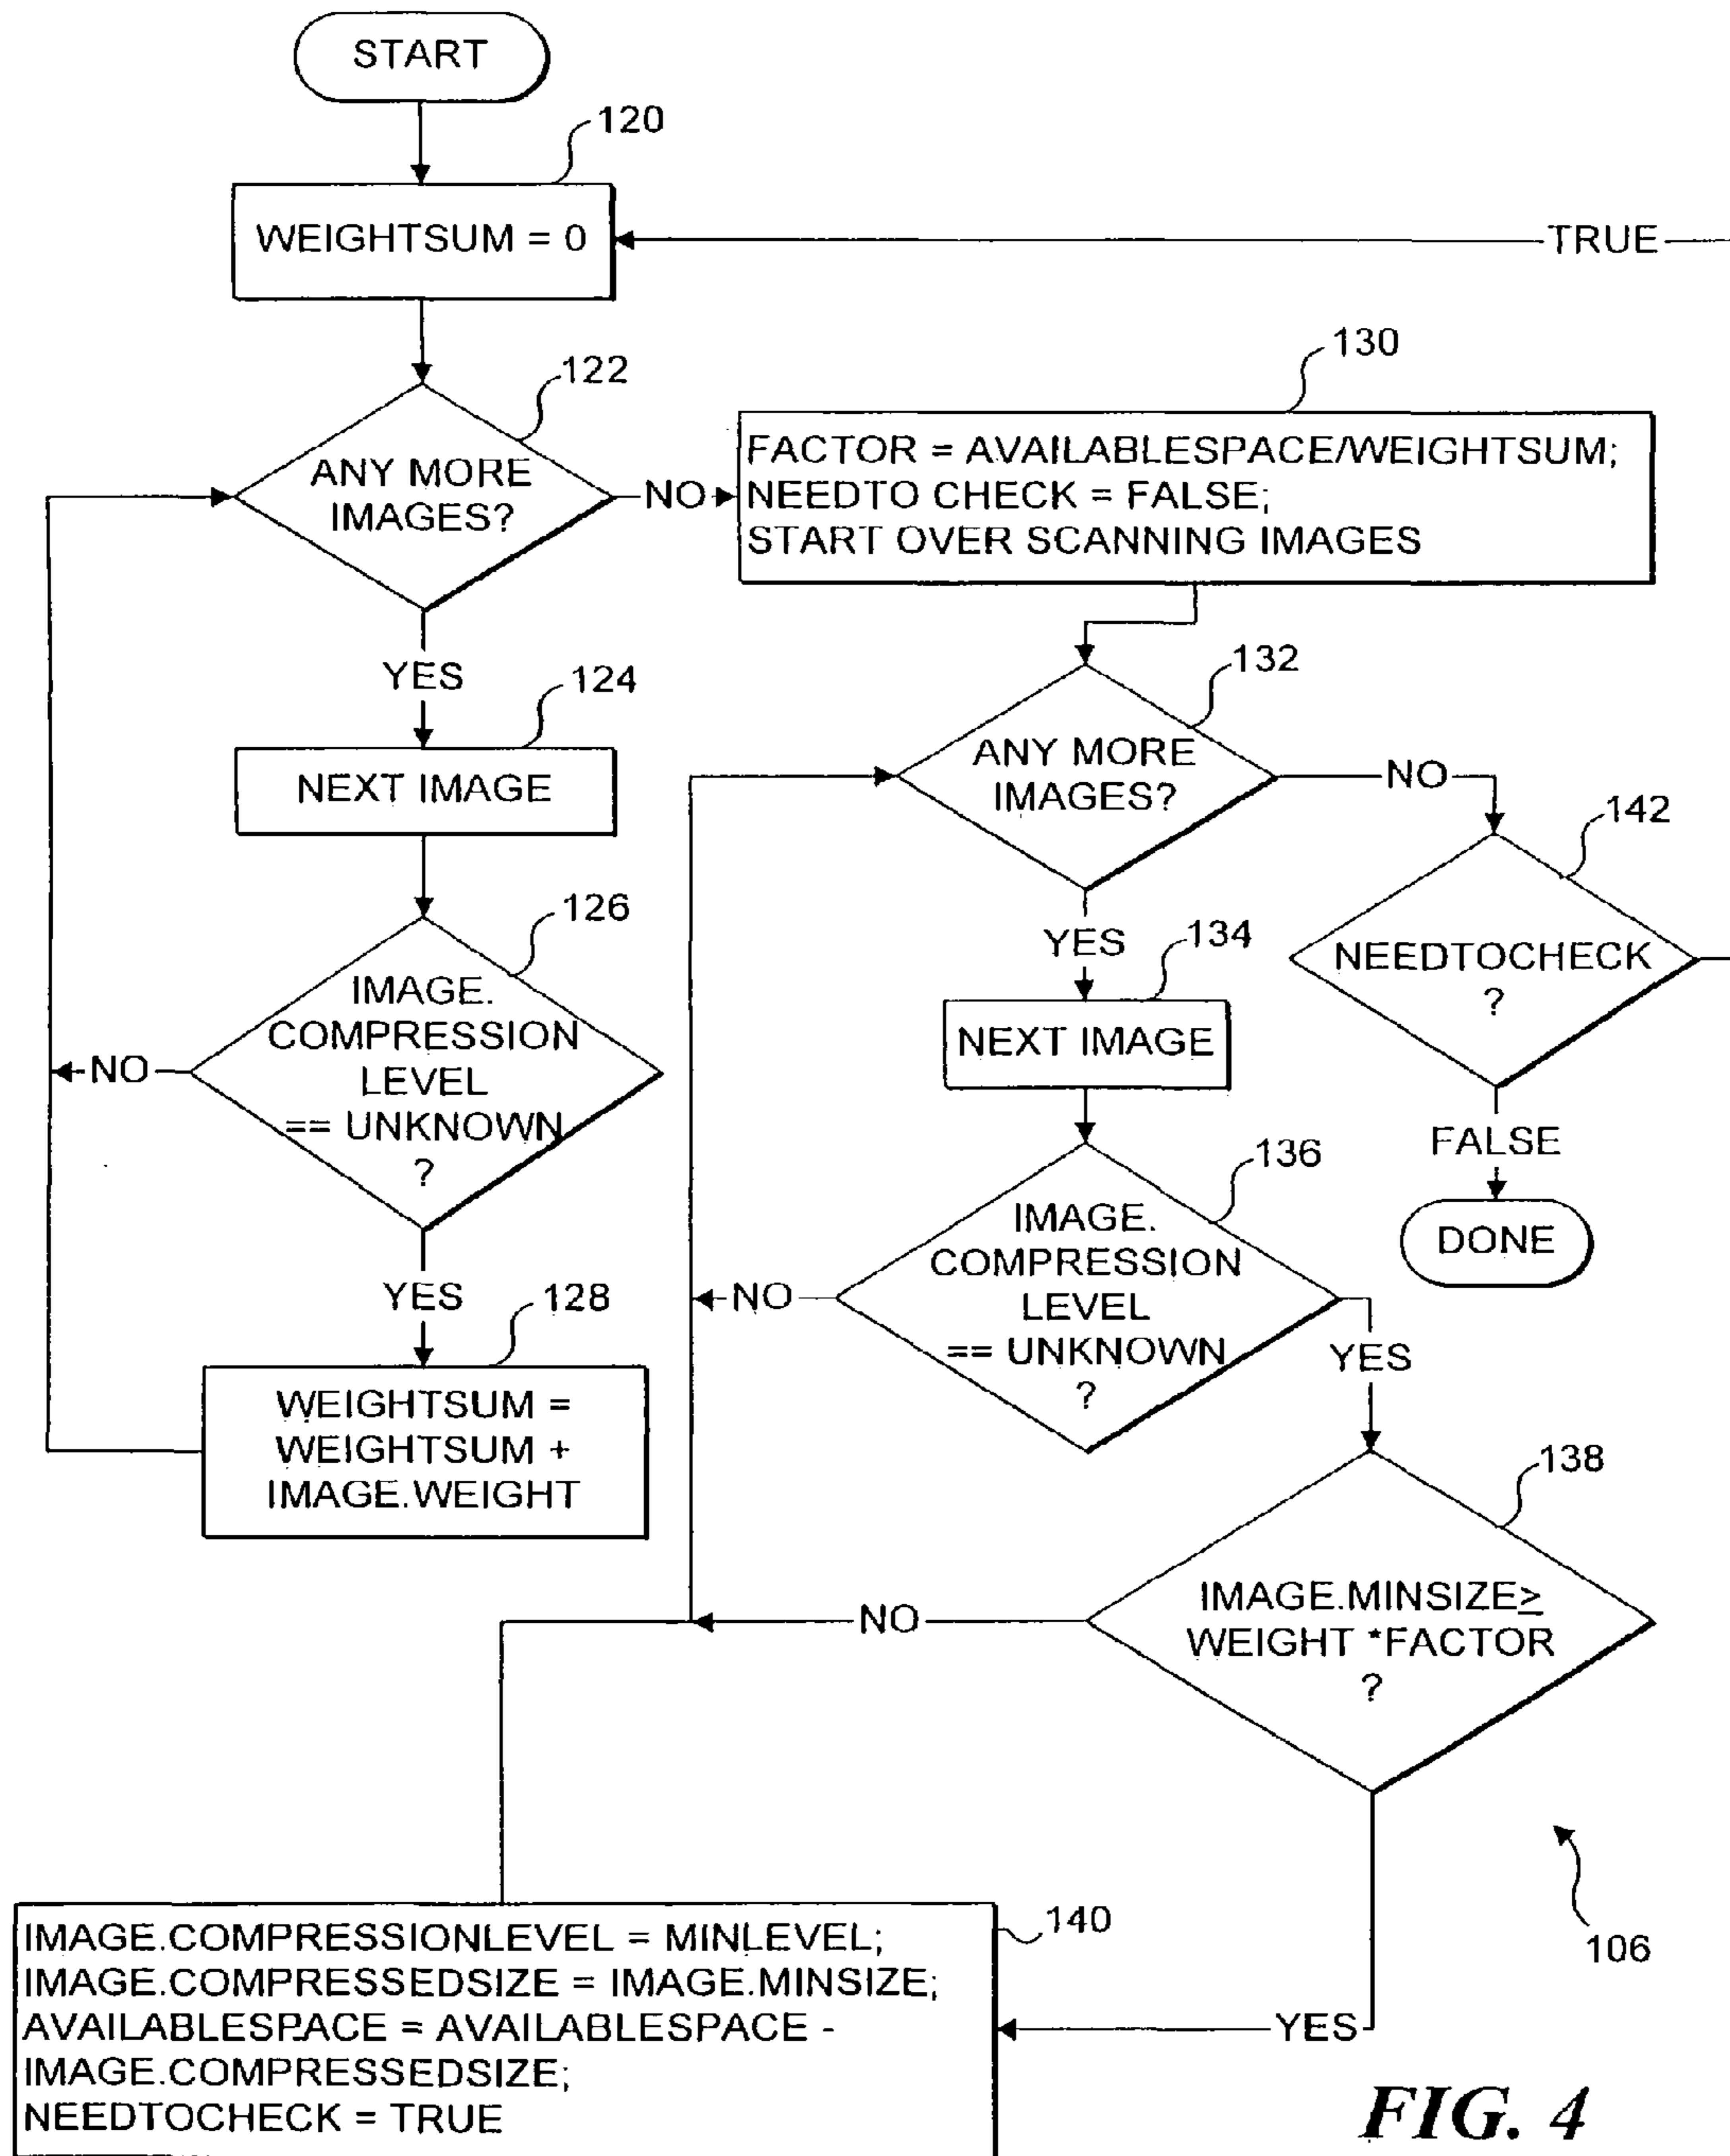 START
120
WEIGHTSUM = 0
TRUE
122
ANY MORE
IMAGES?
NO
130
FACTOR = AVAILABLESPACE/WEIGHTSUM;
NEEDTO CHECK = FALSE;
START OVER SCANNING IMAGES
YES
124
NEXT IMAGE
126
IMAGE.
COMPRESSION
LEVEL
== UNKNOWN
?
NO
YES
128
WEIGHTSUM =
WEIGHTSUM +
IMAGE.WEIGHT
132
ANY MORE
IMAGES?
NO
142
NEEDTOCHECK
?
FALSE
DONE
YES
134
NEXT IMAGE
136
IMAGE.
COMPRESSION
LEVEL
== UNKNOWN
?
NO
YES
138
IMAGE.MINSIZE≥
WEIGHT *FACTOR
?
NO
YES
140
IMAGE.COMPRESSIONLEVEL = MINLEVEL;
IMAGE.COMPRESSEDSIZE = IMAGE.MINSIZE;
AVAILABLESPACE = AVAILABLESPACE -
IMAGE.COMPRESSEDSIZE;
NEEDTOCHECK = TRUE
106
FIG. 4